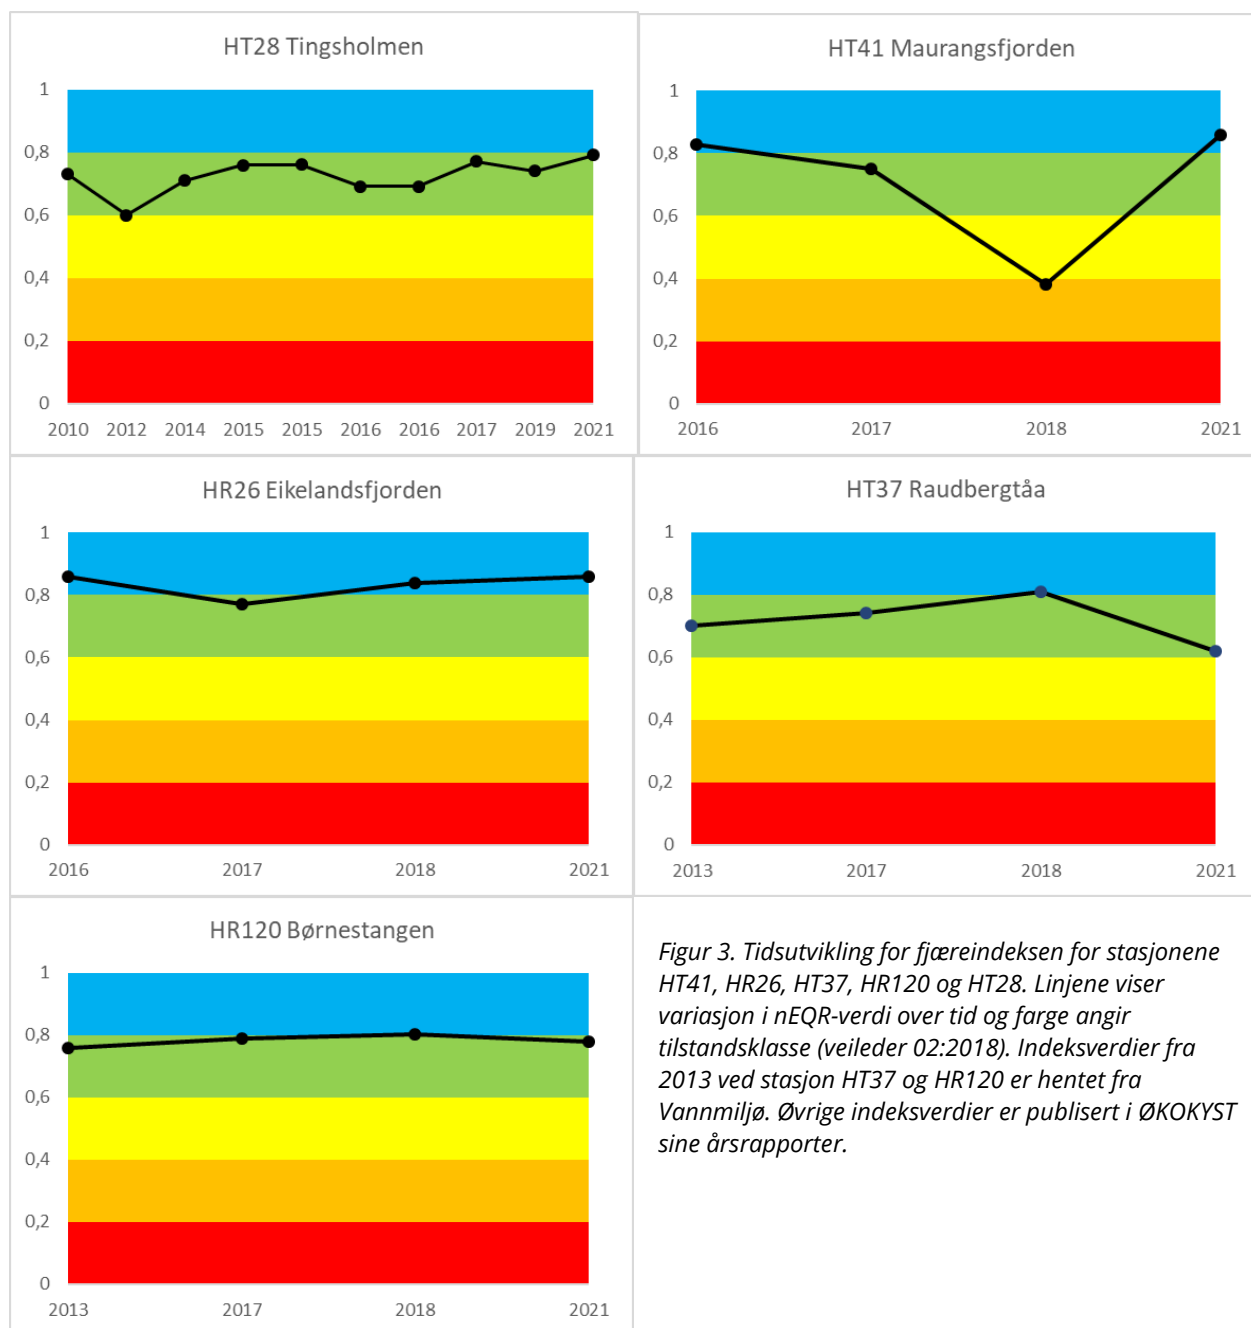 HT28 Tingsholmen
1
0,8
0,6
0,4
0,2
0
2010 2012 2014 2015 2015 2016 2016 2017 2019 2021
HT41 Maurangsfjorden
1
0,8
0,6
0,4
0,2
0
2016 2017 2018 2021
HR26 Eikelandsfjorden
1
0,8
0,6
0,4
0,2
0
2016 2017 2018 2021
HT37 Raudbergtåa
1
0,8
0,6
0,4
0,2
0
2013 2017 2018 2021
HR120 Børnestangen
1
0,8
0,6
0,4
0,2
0
2013 2017 2018 2021
Figur 3. Tidsutvikling for fjæreindeksen for stasjonene
HT41, HR26, HT37, HR120 og HT28. Linjene viser
variasjon i nEQR-verdi over tid og farge angir
tilstandsklasse (veileder 02:2018). Indeksverdier fra
2013 ved stasjon HT37 og HR120 er hentet fra
Vannmiljø. Øvrige indeksverdier er publisert i ØKOKYST
sine årsrapporter.